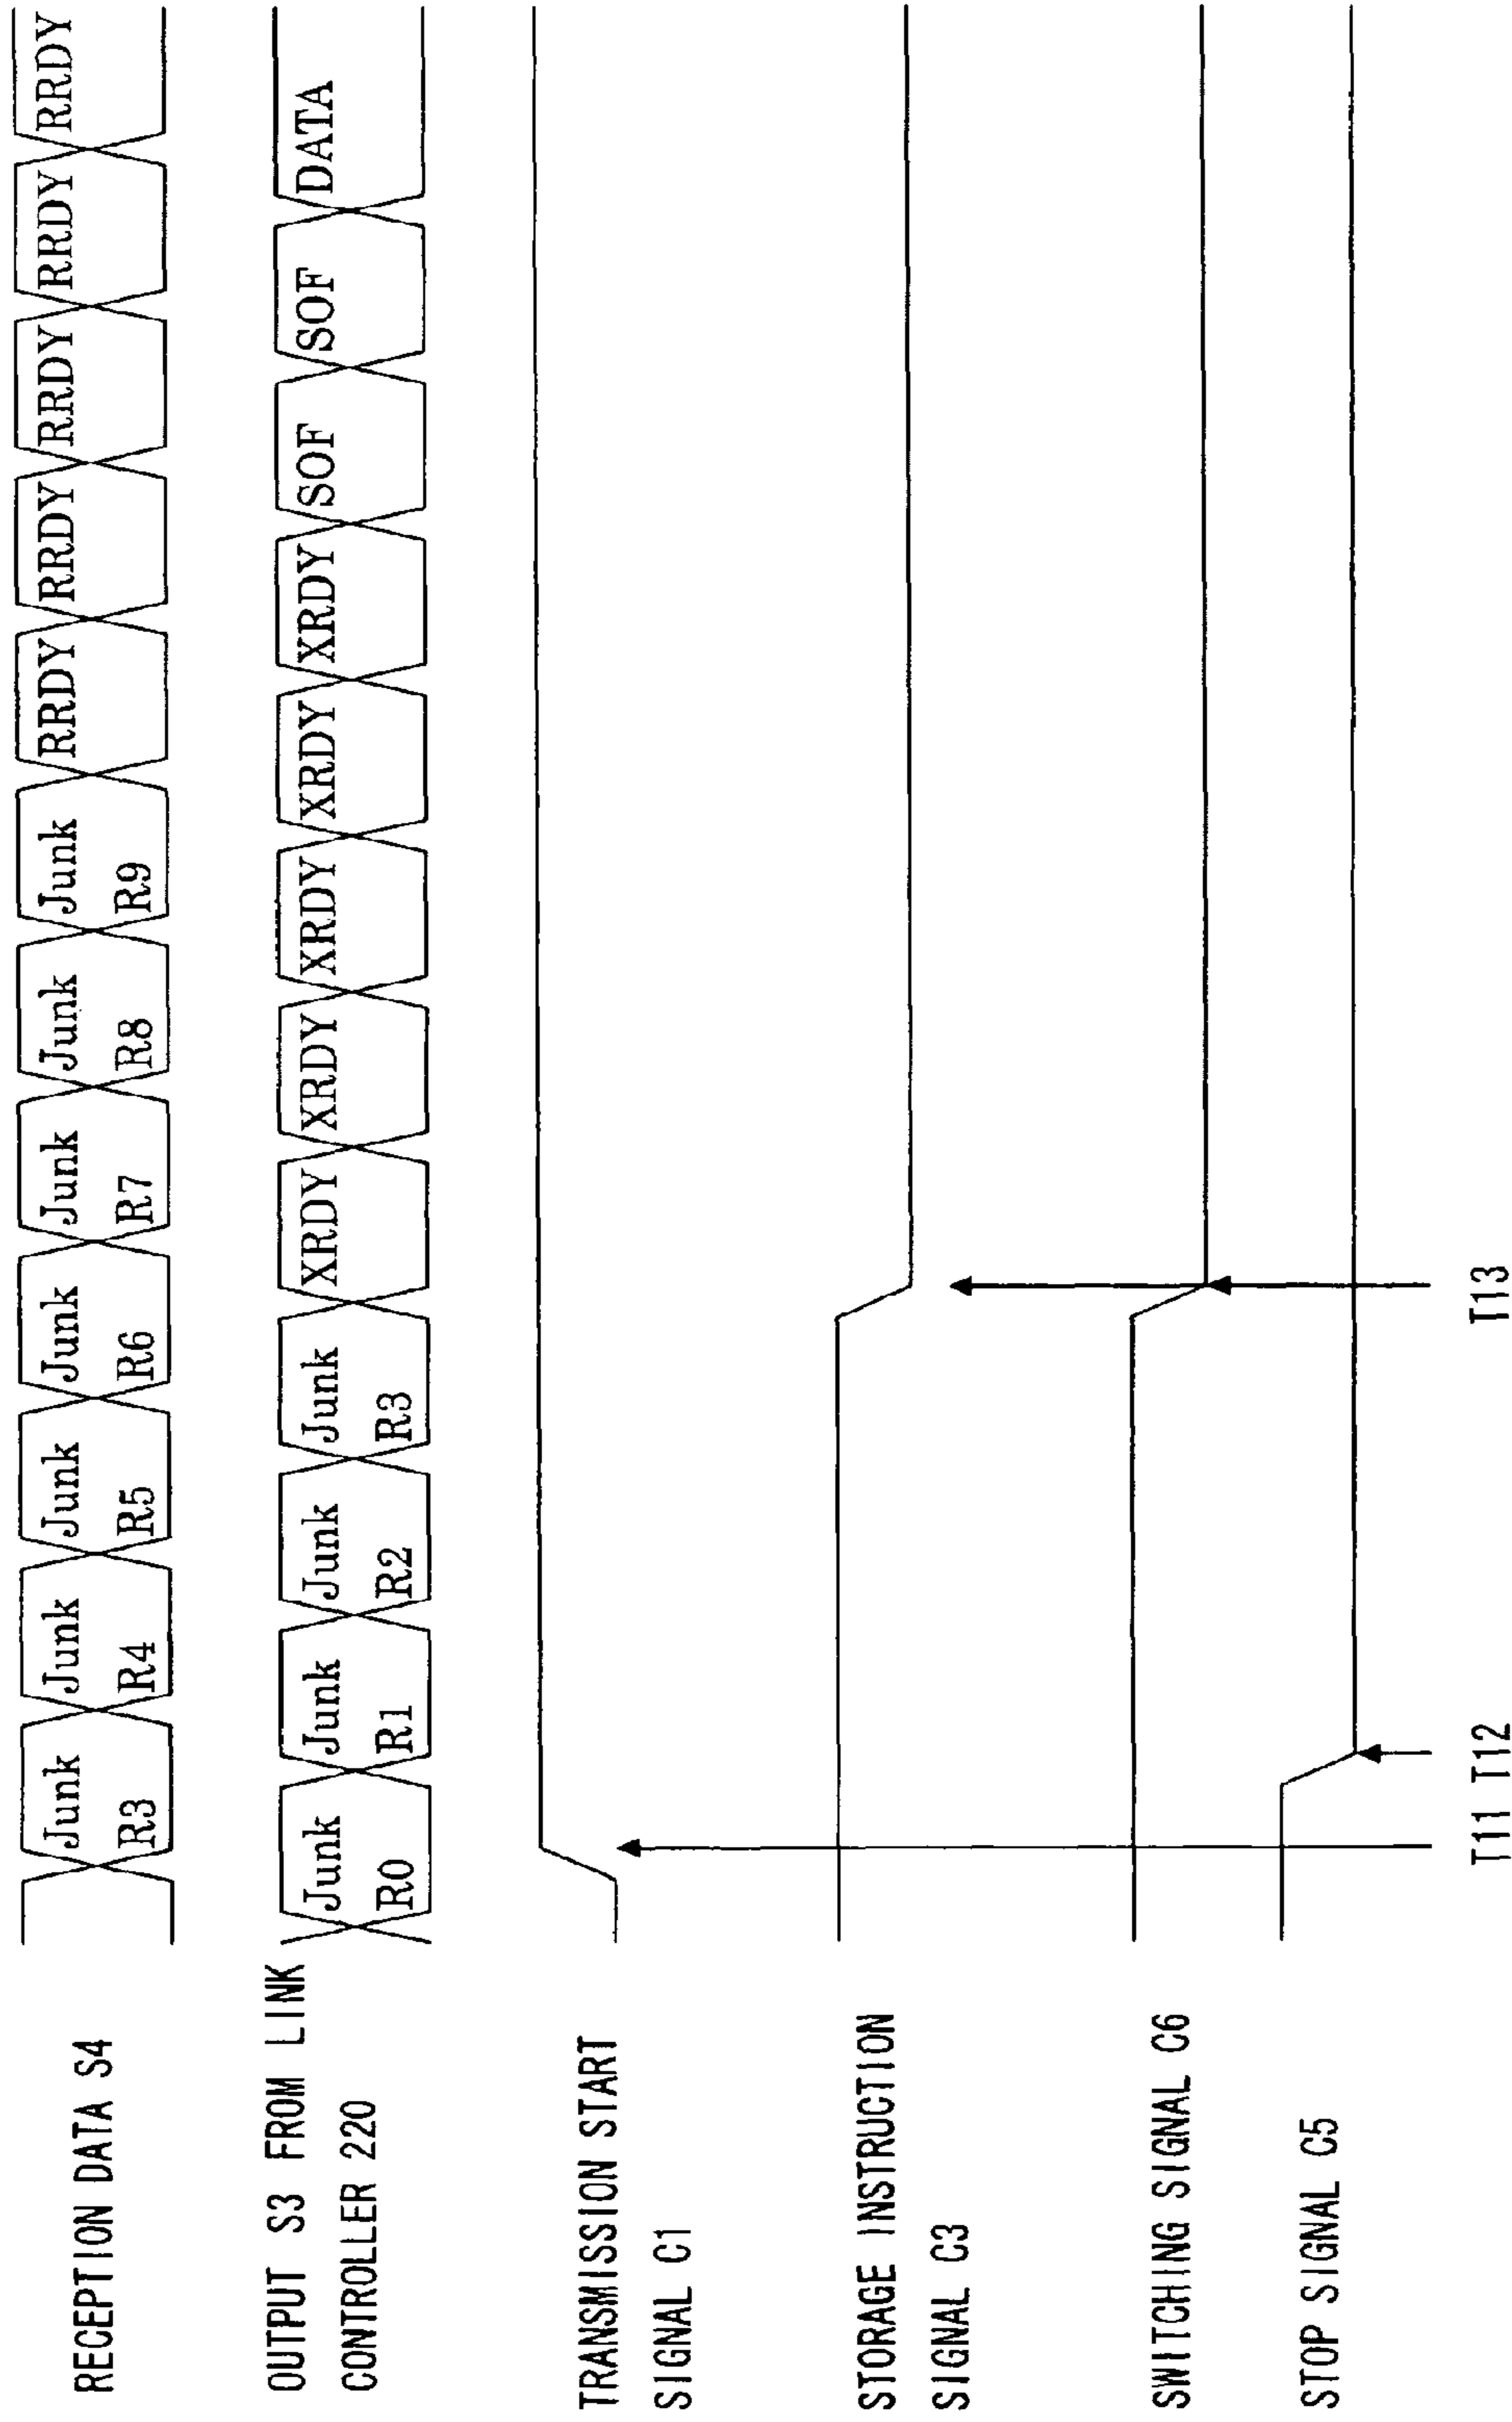 RECEPTION DATA S4
Junk Junk Junk Junk Junk Junk Junk RRDY RRDY RRDY RRDY RRDY
R3 R4 R5 R6 R7 R8 R9
OUTPUT S3 FROM LINK
CONTROLLER 220
Junk Junk Junk Junk XRDY XRDY XRDY XRDY XRDY SOF SOF DATA
R0 R1 R2 R3
TRANSMISSION START
SIGNAL C1
STORAGE INSTRUCTION
SIGNAL C3
SWITCHING SIGNAL C6
STOP SIGNAL C5
T11 T12 T13